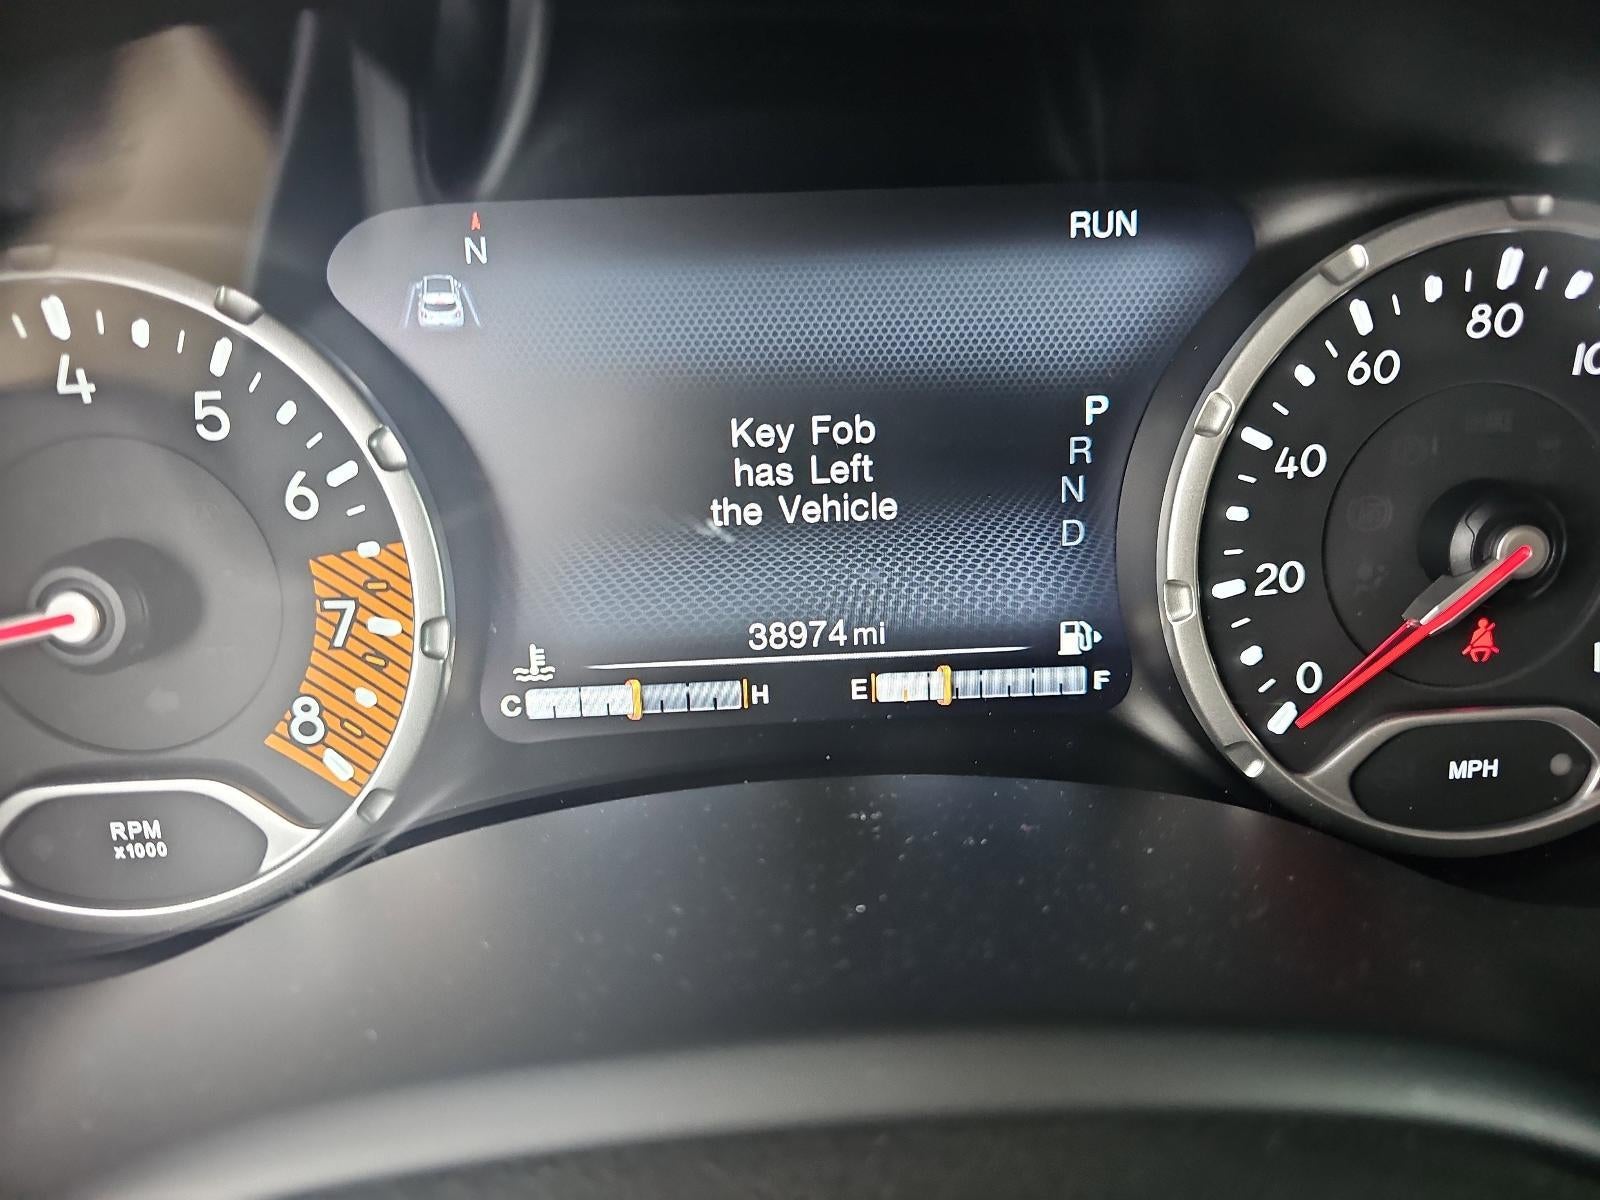 N
RUN
4
5
6
7
8
RPM
x1000
Key Fob
has Left
the Vehicle
P
R
N
D
38974 mi
C
H
E
F
0
20
40
60
80
MPH